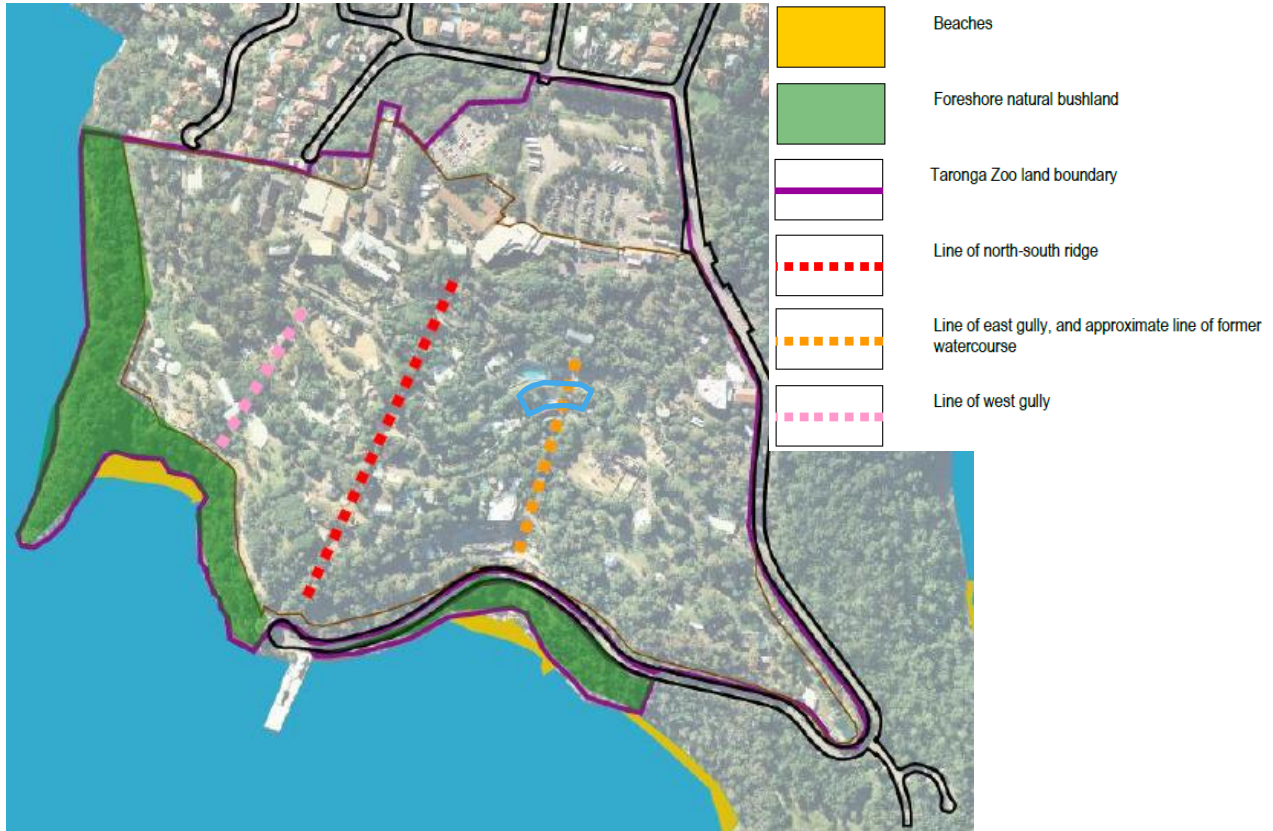 Beaches
Foreshore natural bushland
Taronga Zoo land boundary
Line of north-south ridge
Line of east gully, and approximate line of former
watercourse
Line of west gully